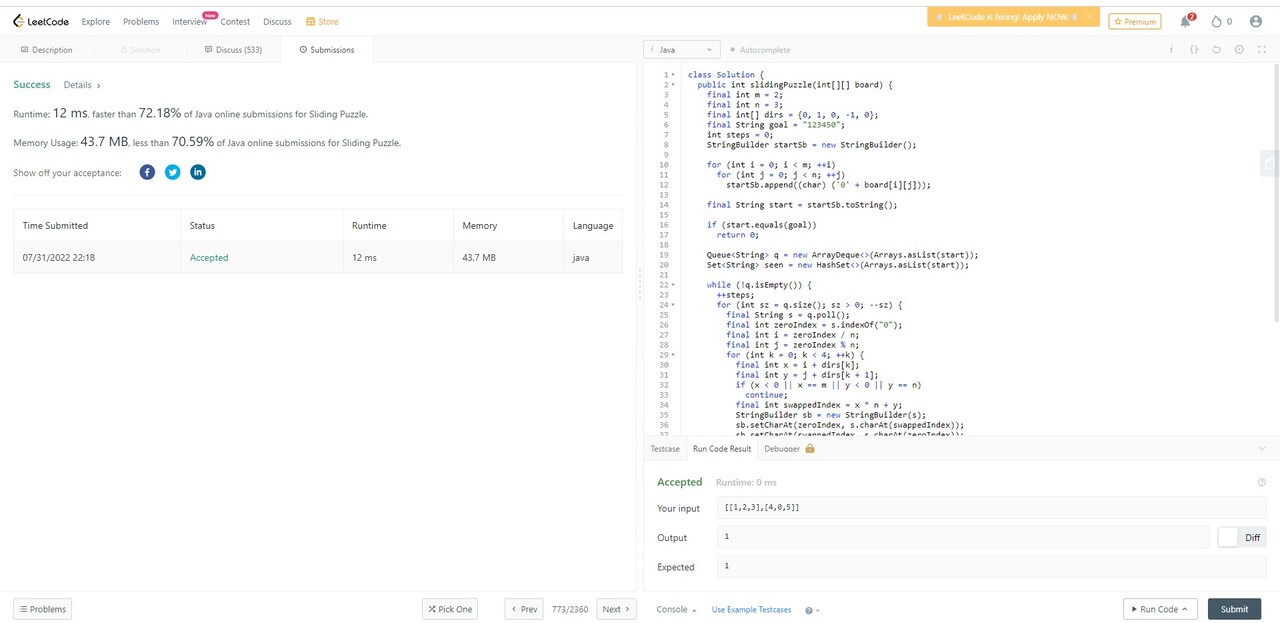 LeetCode Explore Problems Interview New Contest Discuss Store LeetCode is hiring! Apply NOW. × Premium 2 0
Description Solution Discuss (533) Submissions
Success Details ›
Runtime: 12 ms, faster than 72.18% of Java online submissions for Sliding Puzzle.
Memory Usage: 43.7 MB, less than 70.59% of Java online submissions for Sliding Puzzle.
Show off your acceptance:
Time Submitted Status Runtime Memory Language
07/31/2022 22:18 Accepted 12 ms 43.7 MB java
Problems Pick One ‹ Prev 773/2360 Next ›
i Java Autocomplete i {}
1 class Solution {
2 public int slidingPuzzle(int[][] board) {
3 final int m = 2;
4 final int n = 3;
5 final int[] dirs = {0, 1, 0, -1, 0};
6 final String goal = "123450";
7 int steps = 0;
8 StringBuilder startSb = new StringBuilder();
9
10 for (int i = 0; i < m; ++i)
11 for (int j = 0; j < n; ++j)
12 startSb.append((char) ('0' + board[i][j]));
13
14 final String start = startSb.toString();
15
16 if (start.equals(goal))
17 return 0;
18
19 Queue<String> q = new ArrayDeque<>(Arrays.asList(start));
20 Set<String> seen = new HashSet<>(Arrays.asList(start));
21
22 while (!q.isEmpty()) {
23 ++steps;
24 for (int sz = q.size(); sz > 0; --sz) {
25 final String s = q.poll();
26 final int zeroIndex = s.indexOf("0");
27 final int i = zeroIndex / n;
28 final int j = zeroIndex % n;
29 for (int k = 0; k < 4; ++k) {
30 final int x = i + dirs[k];
31 final int y = j + dirs[k + 1];
32 if (x < 0 || x == m || y < 0 || y == n)
33 continue;
34 final int swappedIndex = x * n + y;
35 StringBuilder sb = new StringBuilder(s);
36 sb.setCharAt(zeroIndex, s.charAt(swappedIndex));
37 sb.setCharAt(swappedIndex, s.charAt(zeroIndex));
Testcase Run Code Result Debugger
Accepted Runtime: 0 ms
Your input [[1,2,3],[4,0,5]]
Output 1 Diff
Expected 1
Console Use Example Testcases Run Code Submit